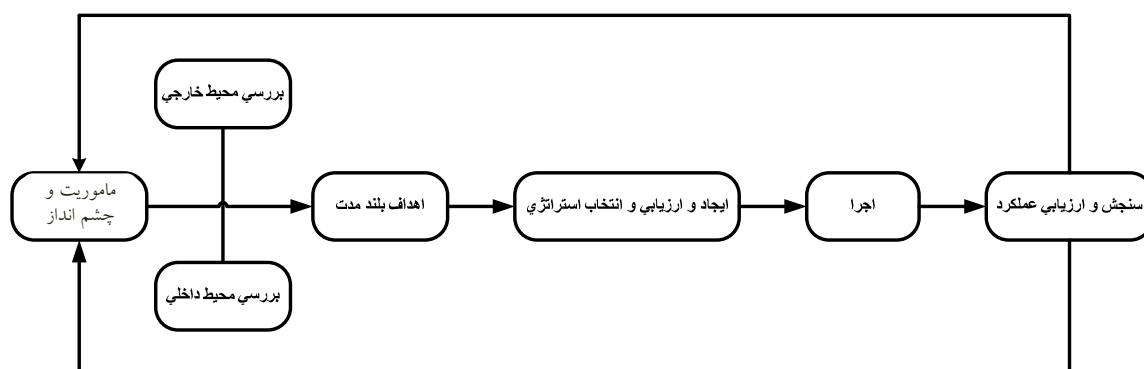 بررسي محيط خارجي
ماموريت و
چشم انداز
اهداف بلند مدت
ايجاد و ارزيابي و انتخاب استراتژي
اجرا
سنجش و ارزيابي عملكرد
بررسي محيط داخلي